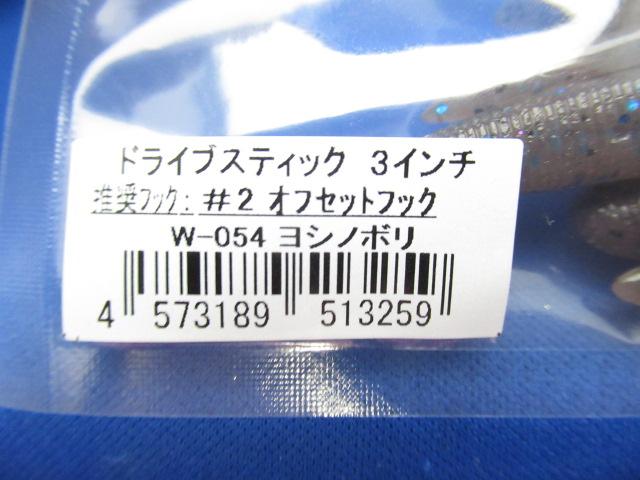 ドライブスティック 3インチ
推奨フック: #2 オフセットフック
W-054 ヨシノボリ
4 573189 513259